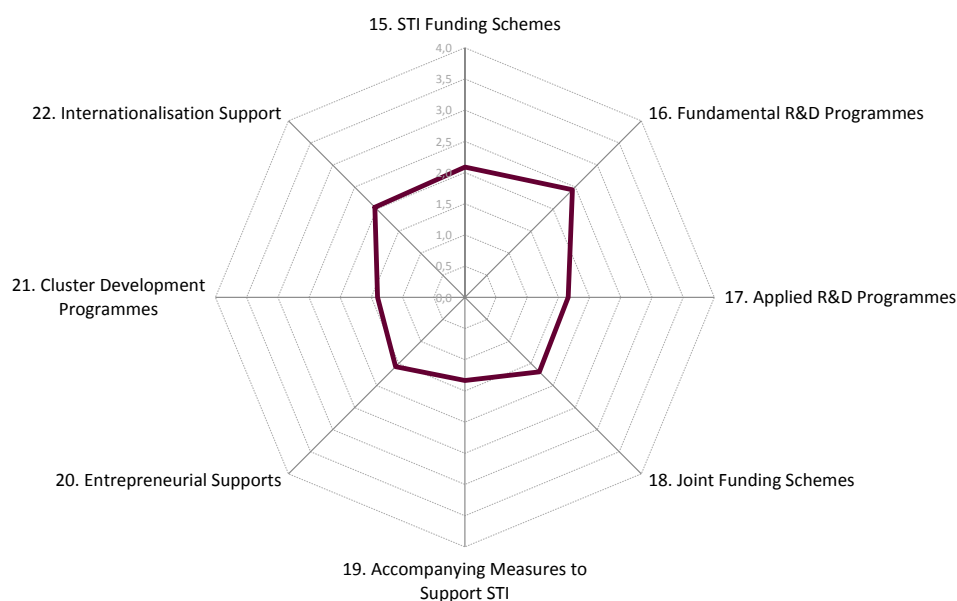 15. STI Funding Schemes
4,0
3,5
3,0
2,5
2,0
1,5
1,0
0,5
0,0
16. Fundamental R&D Programmes
17. Applied R&D Programmes
18. Joint Funding Schemes
19. Accompanying Measures to
Support STI
20. Entrepreneurial Supports
21. Cluster Development
Programmes
22. Internationalisation Support